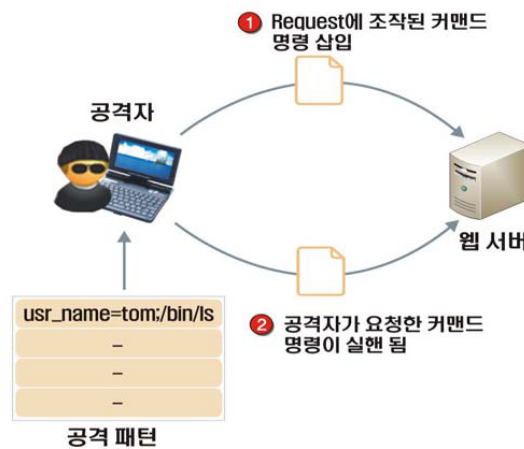 1 Request에 조작된 커맨드
명령 삽입
공격자
웹 서버
usr_name=tom;/bin/ls
–
–
–
공격 패턴
2 공격자가 요청한 커맨드
명령이 실핸 됨